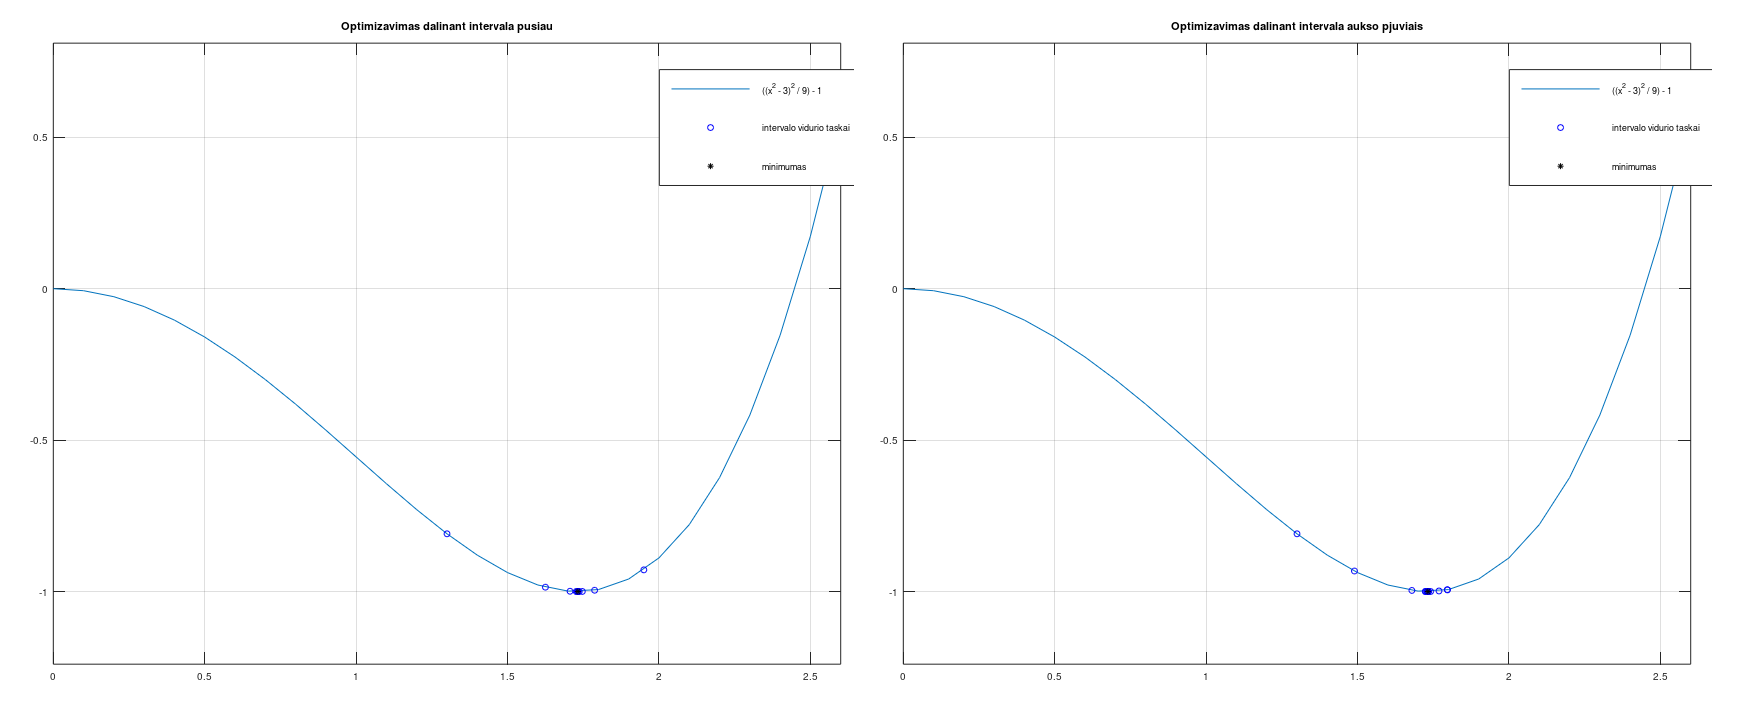 Optimizavimas dalinant intervala pusiau
((x² - 3)² / 9) - 1
intervalo vidurio taskai
minimumas
0.5
0
-0.5
-1
0 0.5 1 1.5 2 2.5
Optimizavimas dalinant intervala aukso pjuviais
((x² - 3)² / 9) - 1
intervalo vidurio taskai
minimumas
0.5
0
-0.5
-1
0 0.5 1 1.5 2 2.5